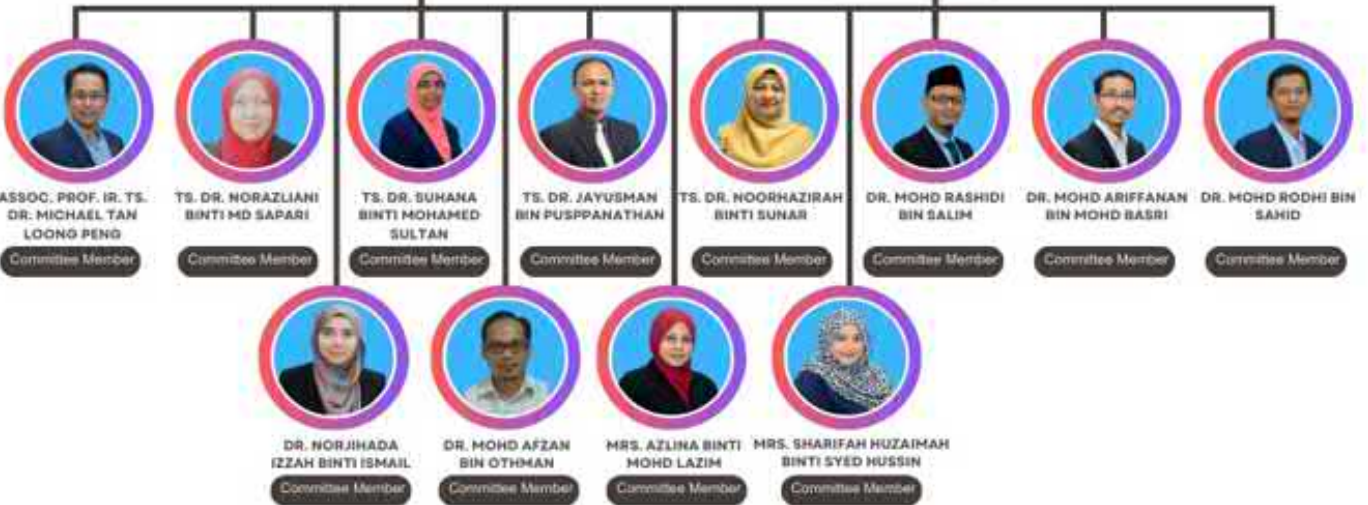 ASSOC. PROF. IR. TS.
DR. MICHAEL TAN
LOONG PENG
Committee Member
TS. DR. NORAZLIANI
BINTI MD SAPARI
Committee Member
TS. DR. SUHANA
BINTI MOHAMED
SULTAN
Committee Member
TS. DR. JAYUSMAN
BIN PUSPPANATHAN
Committee Member
TS. DR. NOORHAZIRAH
BINTI SUNAR
Committee Member
DR. MOHD RASHIDI
BIN SALIM
Committee Member
DR. MOHD ARIFFANAN
BIN MOHD BASRI
Committee Member
DR. MOHD RODHI BIN
SAHID
Committee Member
DR. NORJIHADA
IZZAH BINTI ISMAIL
Committee Member
DR. MOHD AFZAN
BIN OTHMAN
Committee Member
MRS. AZLINA BINTI
MOHD LAZIM
Committee Member
MRS. SHARIFAH HUZAIMAH
BINTI SYED HUSSIN
Committee Member